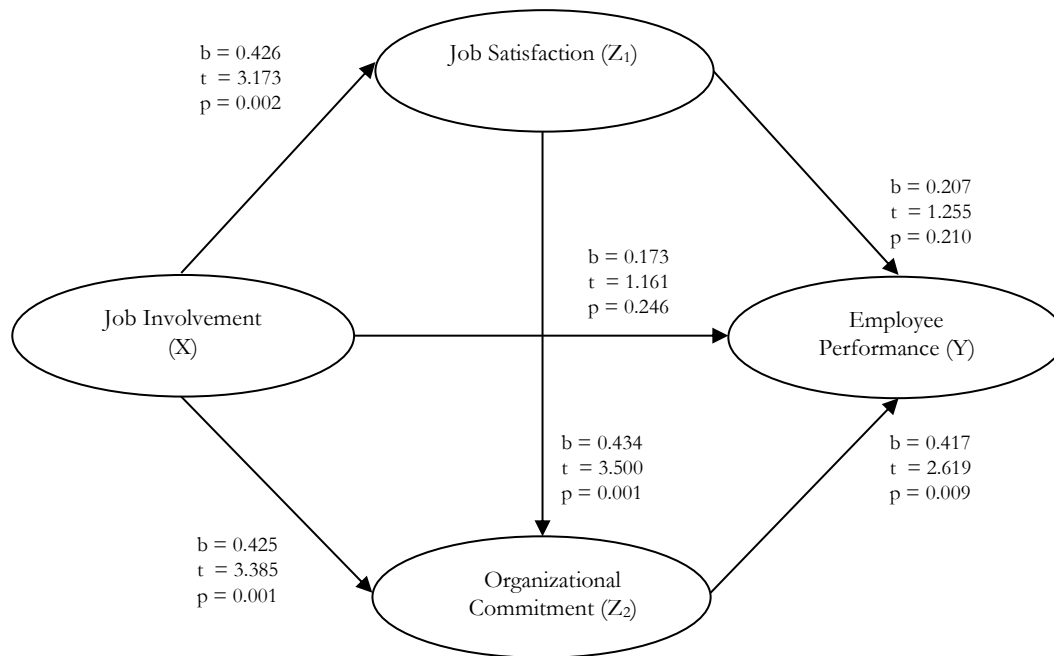 Job Satisfaction (Z₁)
b = 0.426
t = 3.173
p = 0.002
b = 0.207
t = 1.255
p = 0.210
b = 0.173
t = 1.161
p = 0.246
Job Involvement
(X)
Employee
Performance (Y)
b = 0.434
t = 3.500
p = 0.001
b = 0.417
t = 2.619
p = 0.009
b = 0.425
t = 3.385
p = 0.001
Organizational
Commitment (Z₂)